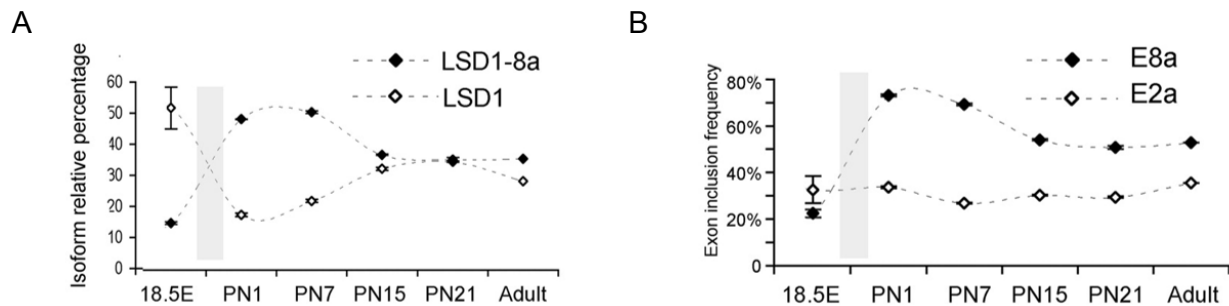 A
Isoform relative percentage
LSD1-8a
LSD1
60
50
40
30
20
10
0
18.5E PN1 PN7 PN15 PN21 Adult
B
Exon inclusion frequency
E8a
E2a
80%
60%
40%
20%
0
18.5E PN1 PN7 PN15 PN21 Adult